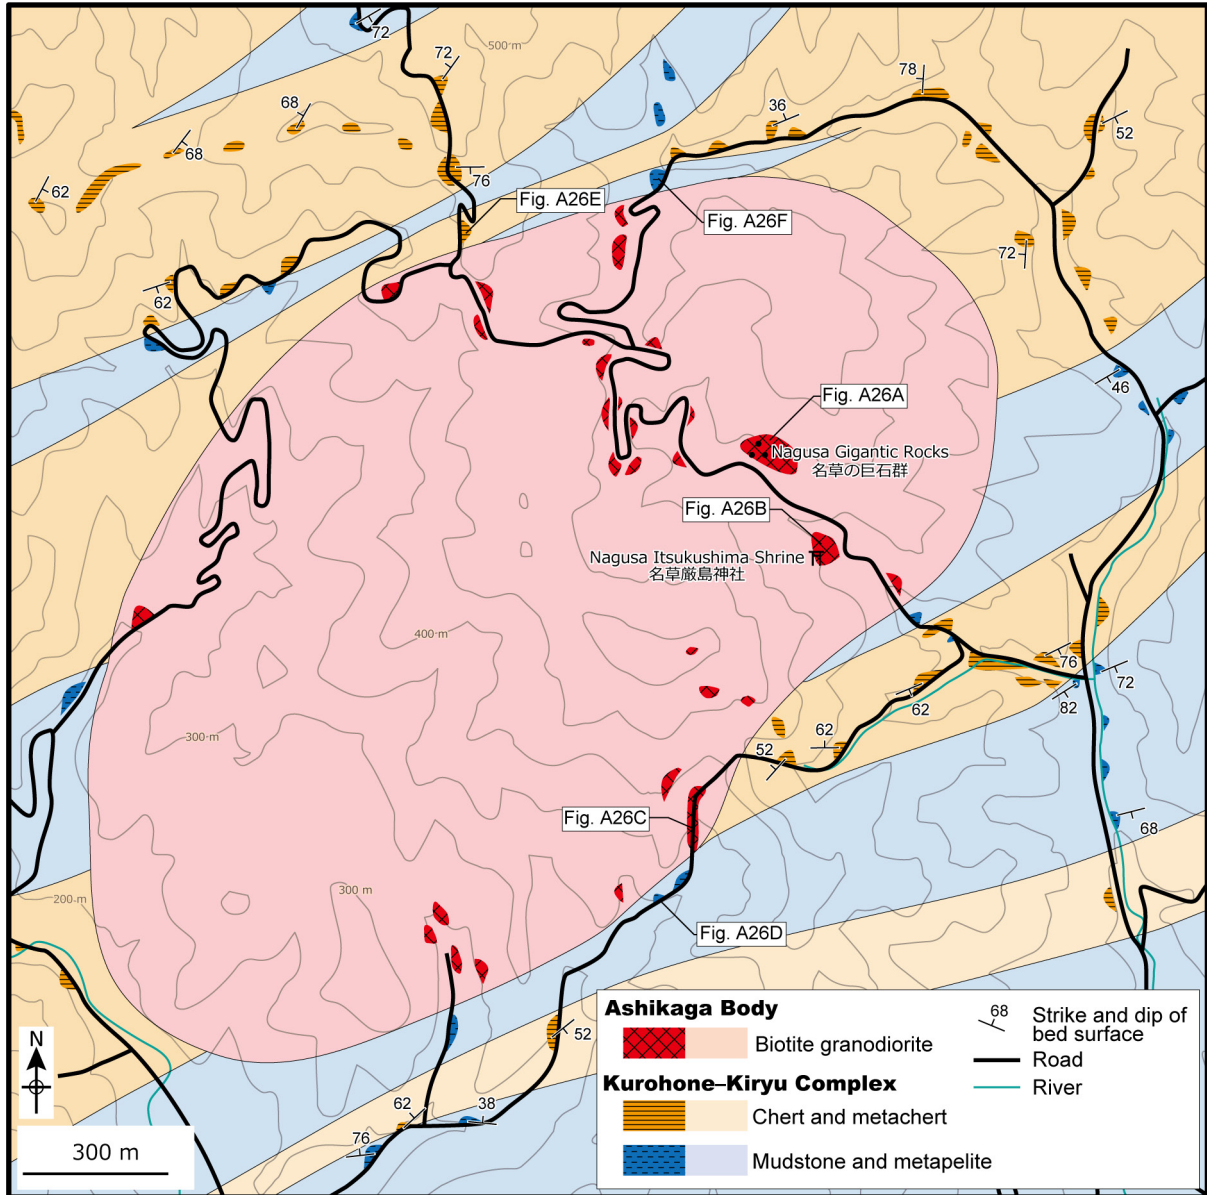 72
500 m
72
78
68
36
52
68
62
76
Fig. A26E
Fig. A26F
72
62
46
Fig. A26A
Nagusa Gigantic Rocks
名草の巨石群
Fig. A26B
Nagusa Itsukushima Shrine
名草厳島神社
400 m
76
72
62
82
300 m
62
52
Fig. A26C
68
300 m
200 m
Fig. A26D
52
62
38
76
N
300 m
Ashikaga Body
Biotite granodiorite
Kurohone–Kiryu Complex
Chert and metachert
Mudstone and metapelite
68
Strike and dip of
bed surface
Road
River